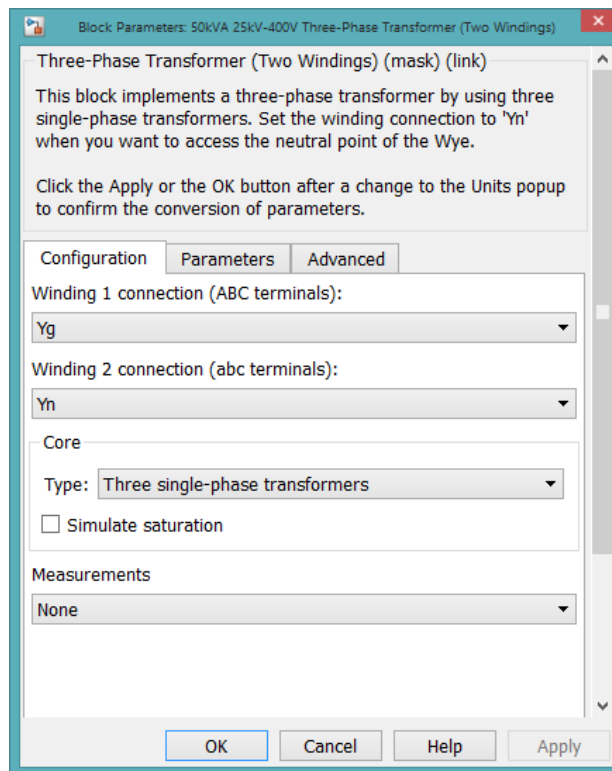 Block Parameters: 50kVA 25kV-400V Three-Phase Transformer (Two Windings)
Three-Phase Transformer (Two Windings) (mask) (link)
This block implements a three-phase transformer by using three
single-phase transformers. Set the winding connection to 'Yn'
when you want to access the neutral point of the Wye.
Click the Apply or the OK button after a change to the Units popup
to confirm the conversion of parameters.
Configuration Parameters Advanced
Winding 1 connection (ABC terminals):
Yg
Winding 2 connection (abc terminals):
Yn
Core
Type: Three single-phase transformers
Simulate saturation
Measurements
None
OK Cancel Help Apply